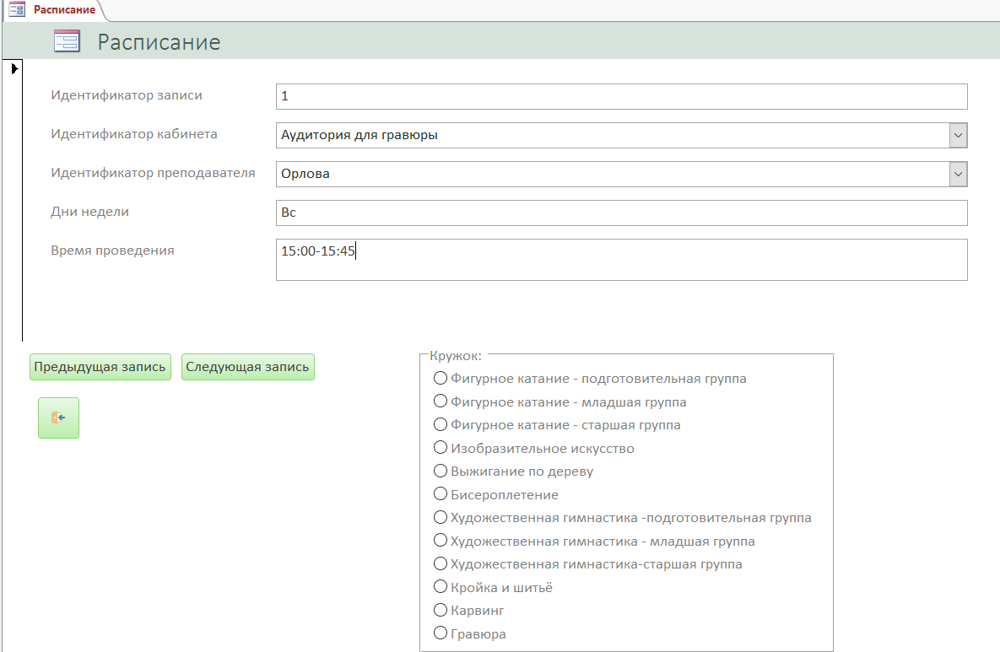 Расписание
Расписание
Идентификатор записи 1
Идентификатор кабинета Аудитория для гравюры
Идентификатор преподавателя Орлова
Дни недели Вс
Время проведения 15:00-15:45
Предыдущая запись Следующая запись
Кружок:
Фигурное катание - подготовительная группа
Фигурное катание - младшая группа
Фигурное катание - старшая группа
Изобразительное искусство
Выжигание по дереву
Бисероплетение
Художественная гимнастика -подготовительная группа
Художественная гимнастика - младшая группа
Художественная гимнастика-старшая группа
Кройка и шитьё
Карвинг
Гравюра